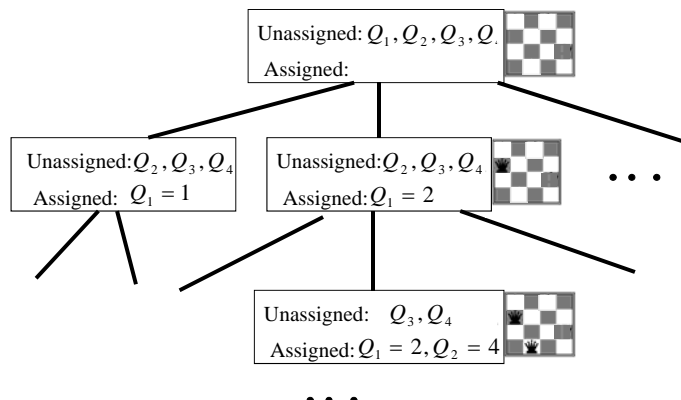 Unassigned: Q₁, Q₂, Q₃, Q
Assigned:
Unassigned: Q₂, Q₃, Q₄
Assigned: Q₁ = 1
Unassigned: Q₂, Q₃, Q₄
Assigned: Q₁ = 2
• • •
Unassigned: Q₃, Q₄
Assigned: Q₁ = 2, Q₂ = 4
• • •